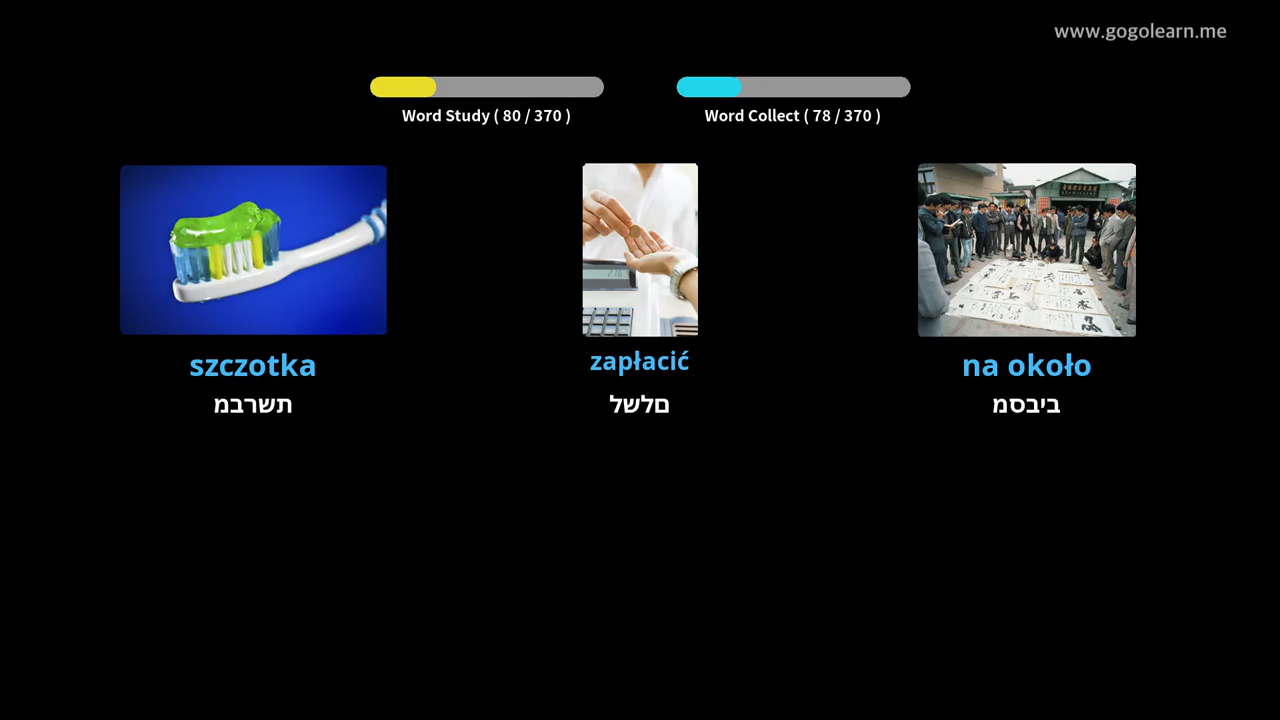 www.gogolearn.me
Word Study ( 80 / 370 )
Word Collect ( 78 / 370 )
szczotka
תשרבמ
zapłacić
םלשל
na około
ביבסמ